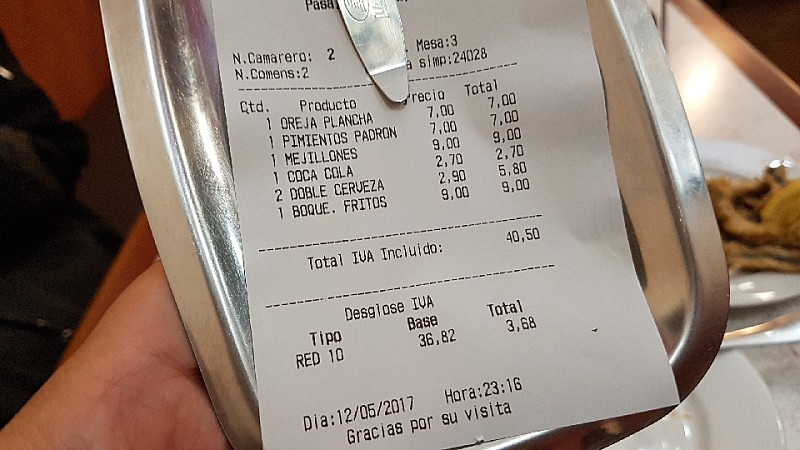 Pasa
N.Camarero: 2 Mesa:3
N.Comens:2 a simp:24028
Ctd. Producto Precio Total
1 OREJA PLANCHA 7,00 7,00
1 PIMIENTOS PADRON 7,00 7,00
1 MEJILLONES 9,00 9,00
1 COCA COLA 2,70 2,70
2 DOBLE CERVEZA 2,90 5,80
1 BOQUE. FRITOS 9,00 9,00
Total IVA Incluido: 40,50
Desglose IVA
Tipo Base Total
RED 10 36,82 3,68
Dia:12/05/2017 Hora:23:16
Gracias por su visita